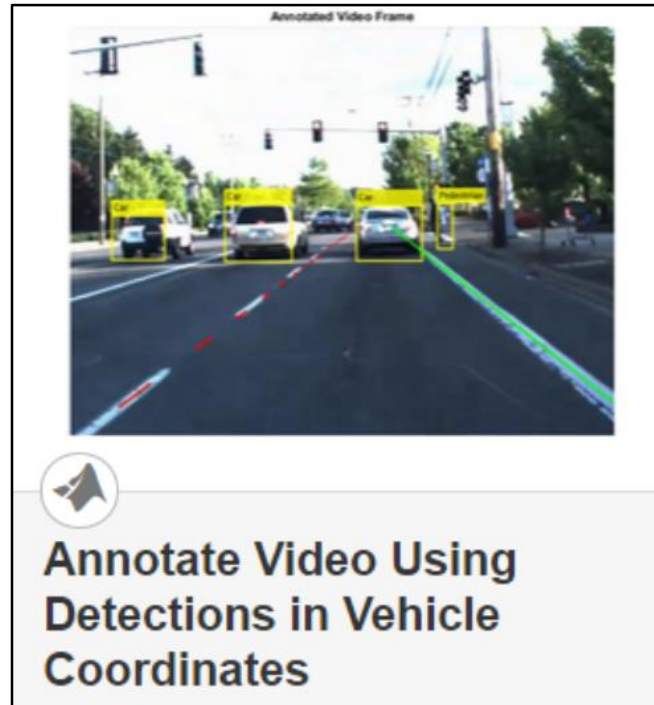 Annotated Video Frame
Car
Car
Car
Pedestrian
Annotate Video Using
Detections in Vehicle
Coordinates